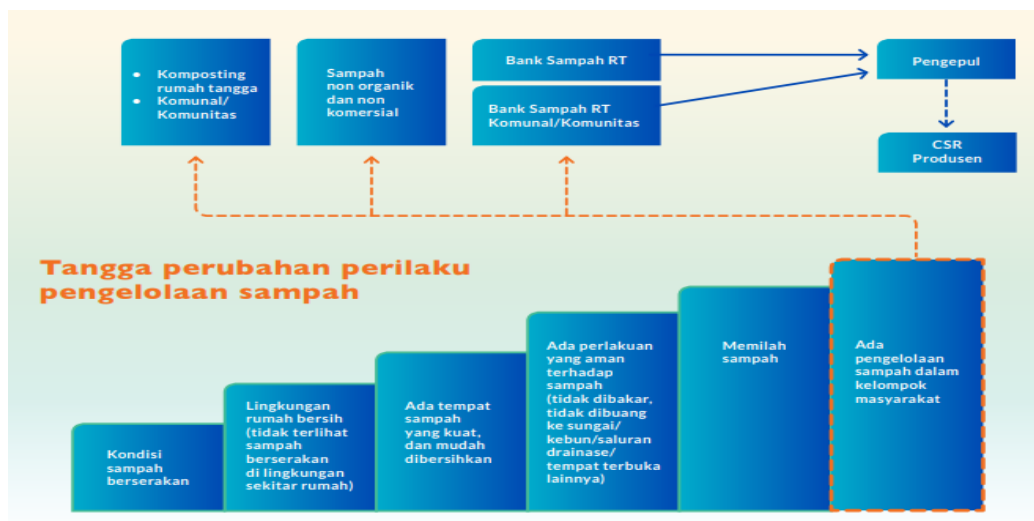 • Komposting
rumah tangga
• Komunal/
Komunitas
Sampah
non organik
dan non
komersial
Bank Sampah RT
Bank Sampah RT
Komunal/Komunitas
Pengepul
CSR
Produsen
Tangga perubahan perilaku
pengelolaan sampah
Kondisi
sampah
berserakan
Lingkungan
rumah bersih
(tidak terlihat
sampah
berserakan
di lingkungan
sekitar rumah)
Ada tempat
sampah
yang kuat,
dan mudah
dibersihkan
Ada perlakuan
yang aman
terhadap
sampah
(tidak dibakar,
tidak dibuang
ke sungai/
kebun/saluran
drainase/
tempat terbuka
lainnya)
Memilah
sampah
Ada
pengelolaan
sampah dalam
kelompok
masyarakat